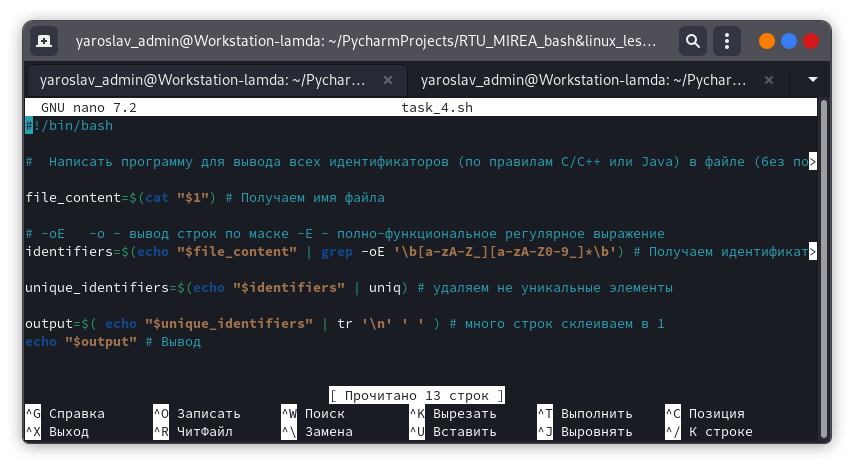 yaroslav_admin@Workstation-lamda: ~/PycharmProjects/RTU_MIREA_bash&linux_les...
yaroslav_admin@Workstation-lamda: ~/Pychar... × yaroslav_admin@Workstation-lamda: ~/Pychar... ×
GNU nano 7.2 task_4.sh
#!/bin/bash
#  Написать программу для вывода всех идентификаторов (по правилам C/C++ или Java) в файле (без по>
file_content=$(cat "$1") # Получаем имя файла
# -oE   -o - вывод строк по маске -E - полно-функциональное регулярное выражение
identifiers=$(echo "$file_content" | grep -oE '\b[a-zA-Z_][a-zA-Z0-9_]*\b') # Получаем идентификат>
unique_identifiers=$(echo "$identifiers" | uniq) # удаляем не уникальные элементы
output=$( echo "$unique_identifiers" | tr '\n' ' ' ) # много строк склеиваем в 1
echo "$output" # Вывод
[ Прочитано 13 строк ]
^G Справка ^O Записать ^W Поиск ^K Вырезать ^T Выполнить ^C Позиция
^X Выход ^R ЧитФайл ^\ Замена ^U Вставить ^J Выровнять ^/ К строке